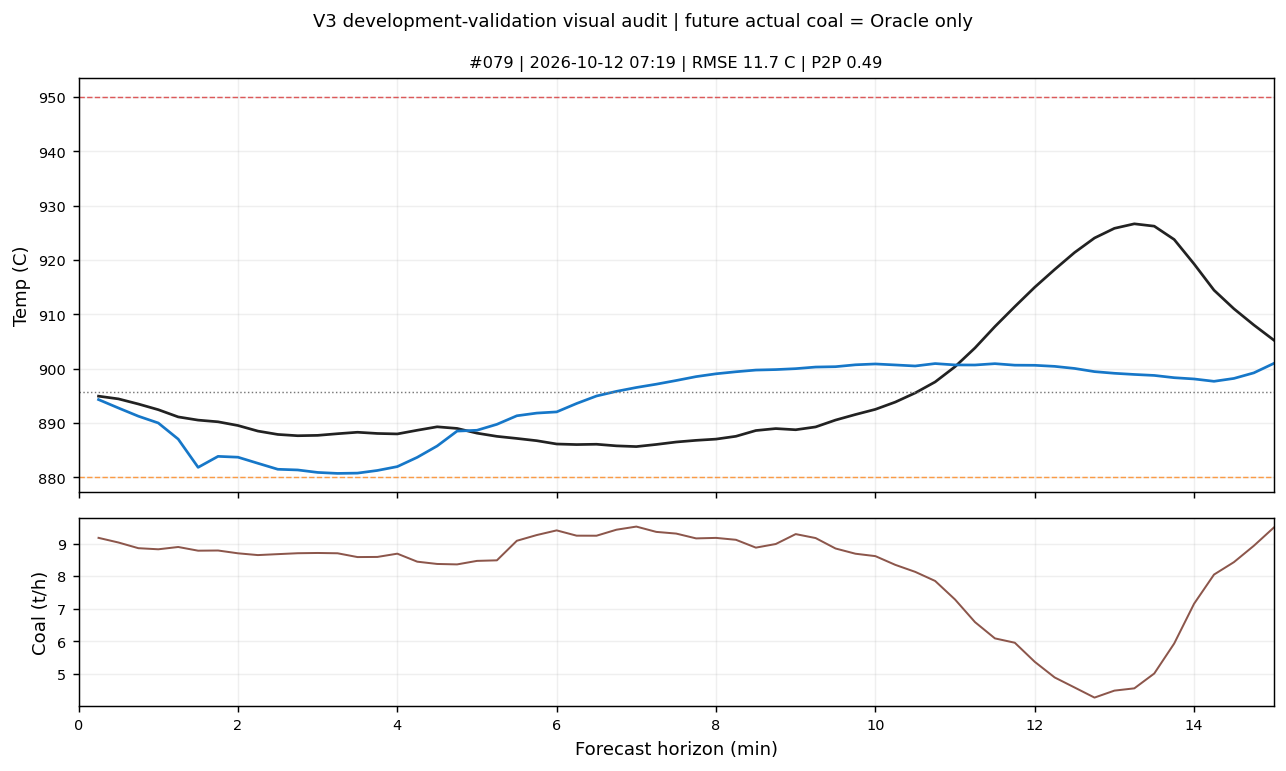 V3 development-validation visual audit | future actual coal = Oracle only
#079 | 2026-10-12 07:19 | RMSE 11.7 C | P2P 0.49
950
940
930
920
910
900
890
880
Temp (C)
9
8
7
6
5
Coal (t/h)
0 2 4 6 8 10 12 14
Forecast horizon (min)